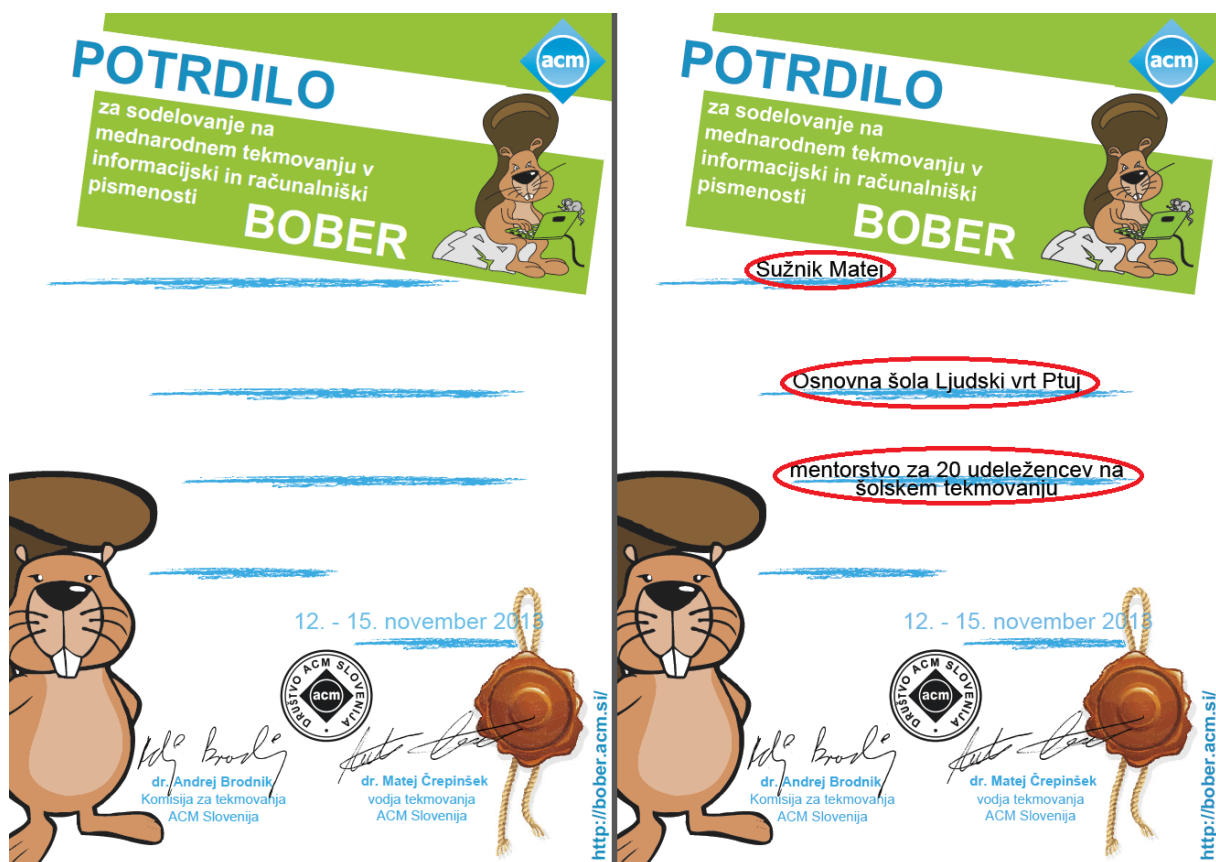 POTRDILO
acm
za sodelovanje na
mednarodnem tekmovanju v
informacijski in računalniški
pismenosti
BOBER
12. - 15. november 2013
DRUŠTVO ACM SLOVENIJA
acm
dr. Andrej Brodnik
Komisija za tekmovanja
ACM Slovenija
dr. Matej Črepinšek
vodja tekmovanja
ACM Slovenija
http://bober.acm.si/
POTRDILO
acm
za sodelovanje na
mednarodnem tekmovanju v
informacijski in računalniški
pismenosti
BOBER
Sužnik Matej
Osnovna šola Ljudski vrt Ptuj
mentorstvo za 20 udeležencev na
šolskem tekmovanju
12. - 15. november 2013
DRUŠTVO ACM SLOVENIJA
acm
dr. Andrej Brodnik
Komisija za tekmovanja
ACM Slovenija
dr. Matej Črepinšek
vodja tekmovanja
ACM Slovenija
http://bober.acm.si/